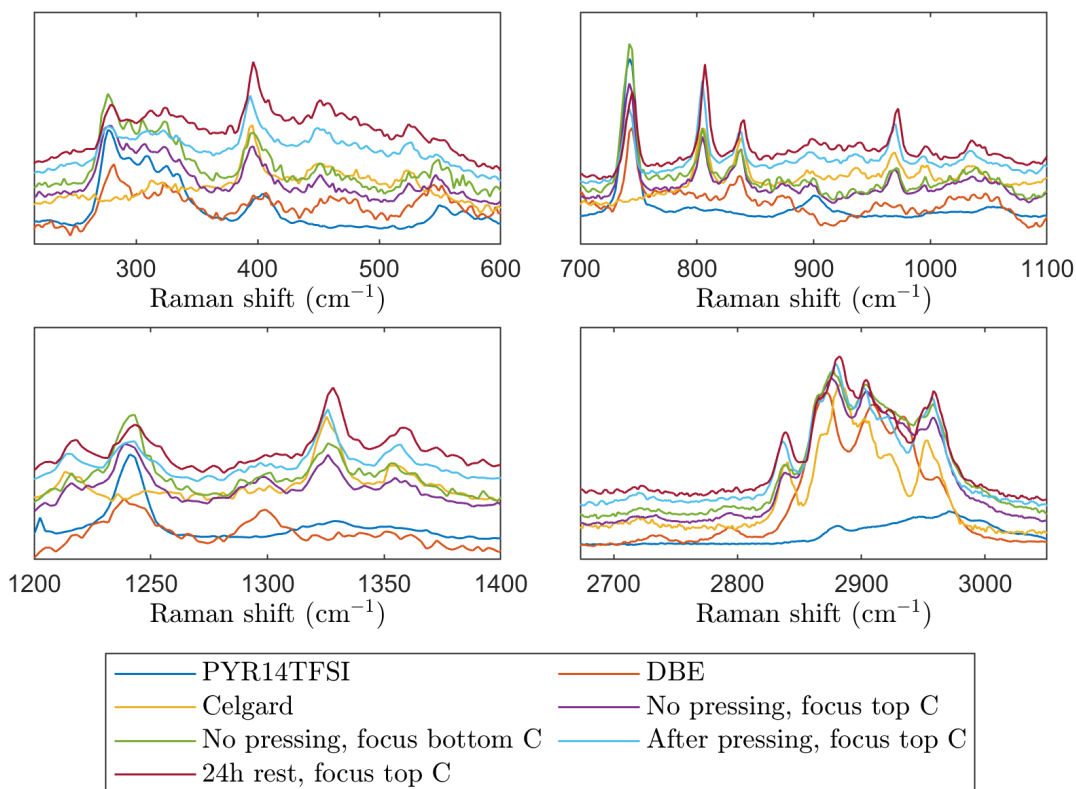 300 400 500 600
Raman shift (cm⁻¹)
700 800 900 1000 1100
Raman shift (cm⁻¹)
1200 1250 1300 1350 1400
Raman shift (cm⁻¹)
2700 2800 2900 3000
Raman shift (cm⁻¹)
PYR14TFSI DBE
Celgard No pressing, focus top C
No pressing, focus bottom C After pressing, focus top C
24h rest, focus top C